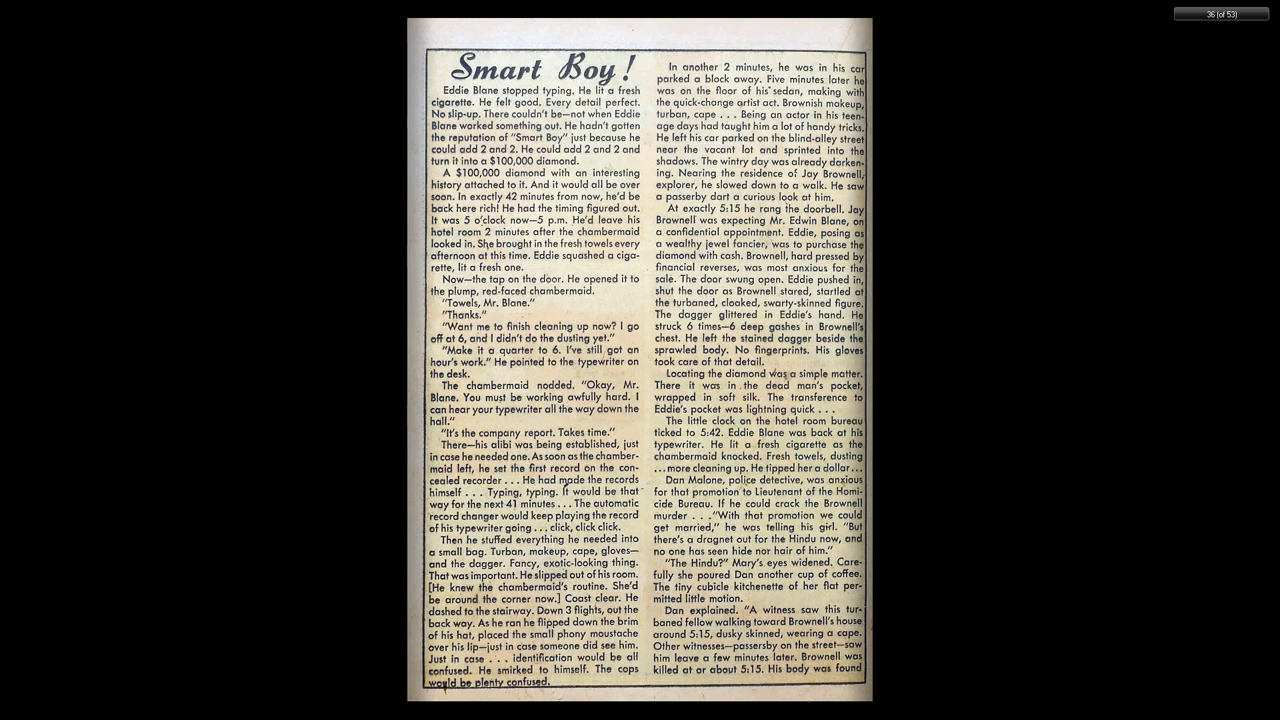 36 (of 53)
Smart Boy!
Eddie Blane stopped typing. He lit a fresh
cigarette. He felt good. Every detail perfect.
No slip-up. There couldn't be—not when Eddie
Blane worked something out. He hadn't gotten
the reputation of "Smart Boy" just because he
could add 2 and 2. He could add 2 and 2 and
turn it into a $100,000 diamond.
A $100,000 diamond with an interesting
history attached to it. And it would all be over
soon. In exactly 42 minutes from now, he'd be
back here rich! He had the timing figured out.
It was 5 o'clock now—5 p.m. He'd leave his
hotel room 2 minutes after the chambermaid
looked in. She brought in the fresh towels every
afternoon at this time. Eddie squashed a ciga-
rette, lit a fresh one.
Now—the tap on the door. He opened it to
the plump, red-faced chambermaid.
"Towels, Mr. Blane."
"Thanks."
"Want me to finish cleaning up now? I go
off at 6, and I didn't do the dusting yet."
"Make it a quarter to 6. I've still got an
hour's work." He pointed to the typewriter on
the desk.
The chambermaid nodded. "Okay, Mr.
Blane. You must be working awfully hard. I
can hear your typewriter all the way down the
hall."
"It's the company report. Takes time."
There—his alibi was being established, just
in case he needed one. As soon as the chamber-
maid left, he set the first record on the con-
cealed recorder . . . He had made the records
himself . . . Typing, typing. It would be that
way for the next 41 minutes . . . The automatic
record changer would keep playing the record
of his typewriter going . . . click, click click.
Then he stuffed everything he needed into
a small bag. Turban, makeup, cape, gloves—
and the dagger. Fancy, exotic-looking thing.
That was important. He slipped out of his room.
[He knew the chambermaid's routine. She'd
be around the corner now.] Coast clear. He
dashed to the stairway. Down 3 flights, out the
back way. As he ran he flipped down the brim
of his hat, placed the small phony moustache
over his lip—just in case someone did see him.
Just in case . . . identification would be all
confused. He smirked to himself. The cops
would be plenty confused.
In another 2 minutes, he was in his car
parked a block away. Five minutes later he
was on the floor of his sedan, making with
the quick-change artist act. Brownish makeup,
turban, cape . . . Being an actor in his teen-
age days had taught him a lot of handy tricks.
He left his car parked on the blind-alley street
near the vacant lot and sprinted into the
shadows. The wintry day was already darken-
ing. Nearing the residence of Jay Brownell,
explorer, he slowed down to a walk. He saw
a passerby dart a curious look at him.
At exactly 5:15 he rang the doorbell. Jay
Brownell was expecting Mr. Edwin Blane, on
a confidential appointment. Eddie, posing as
a wealthy jewel fancier, was to purchase the
diamond with cash. Brownell, hard pressed by
financial reverses, was most anxious for the
sale. The door swung open. Eddie pushed in,
shut the door as Brownell stared, startled at
the turbaned, cloaked, swarty-skinned figure.
The dagger glittered in Eddie's hand. He
struck 6 times—6 deep gashes in Brownell's
chest. He left the stained dagger beside the
sprawled body. No fingerprints. His gloves
took care of that detail.
Locating the diamond was a simple matter.
There it was in the dead man's pocket,
wrapped in soft silk. The transference to
Eddie's pocket was lightning quick . . .
The little clock on the hotel room bureau
ticked to 5:42. Eddie Blane was back at his
typewriter. He lit a fresh cigarette as the
chambermaid knocked. Fresh towels, dusting
...more cleaning up. He tipped her a dollar...
Dan Malone, police detective, was anxious
for that promotion to Lieutenant of the Homi-
cide Bureau. If he could crack the Brownell
murder . . . "With that promotion we could
get married," he was telling his girl. "But
there's a dragnet out for the Hindu now, and
no one has seen hide nor hair of him."
"The Hindu?" Mary's eyes widened. Care-
fully she poured Dan another cup of coffee.
The tiny cubicle kitchenette of her flat per-
mitted little motion.
Dan explained. "A witness saw this tur-
baned fellow walking toward Brownell's house
around 5:15, dusky skinned, wearing a cape.
Other witnesses—passersby on the street—saw
him leave a few minutes later. Brownell was
killed at or about 5:15. His body was found